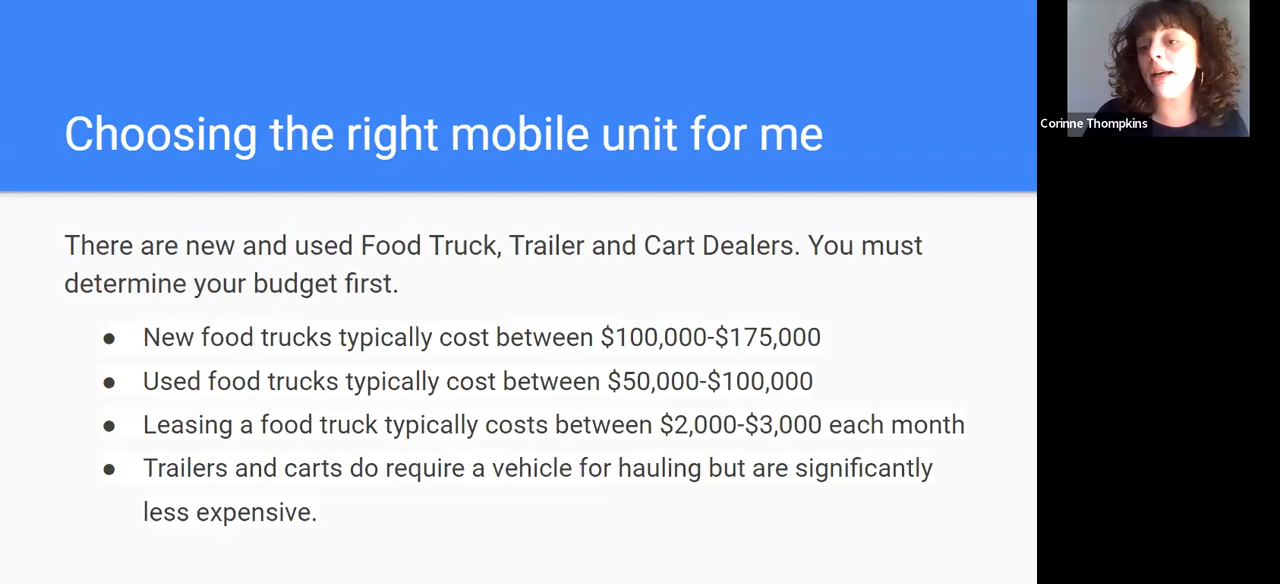 Choosing the right mobile unit for me
Corinne Thompkins
There are new and used Food Truck, Trailer and Cart Dealers. You must
determine your budget first.
● New food trucks typically cost between $100,000-$175,000
● Used food trucks typically cost between $50,000-$100,000
● Leasing a food truck typically costs between $2,000-$3,000 each month
● Trailers and carts do require a vehicle for hauling but are significantly
less expensive.